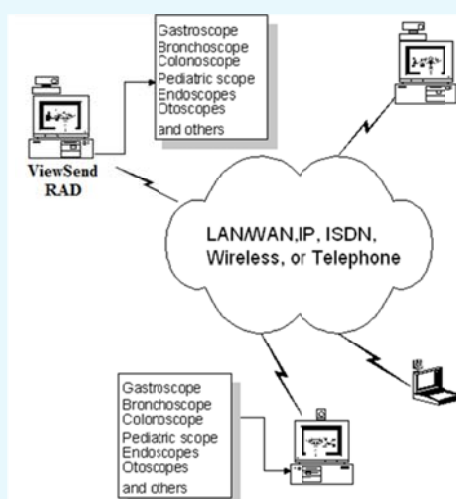 Gastroscope
Bronchoscope
Colonoscope
Pediatric scope
Endoscopes
Otoscopes
and others
ViewSend
RAD
LAN/WAN,IP, ISDN,
Wireless, or Telephone
Gastroscope
Bronchoscope
Coloroscope
Pediatric scope
Endoscopes
Otoscopes
and others